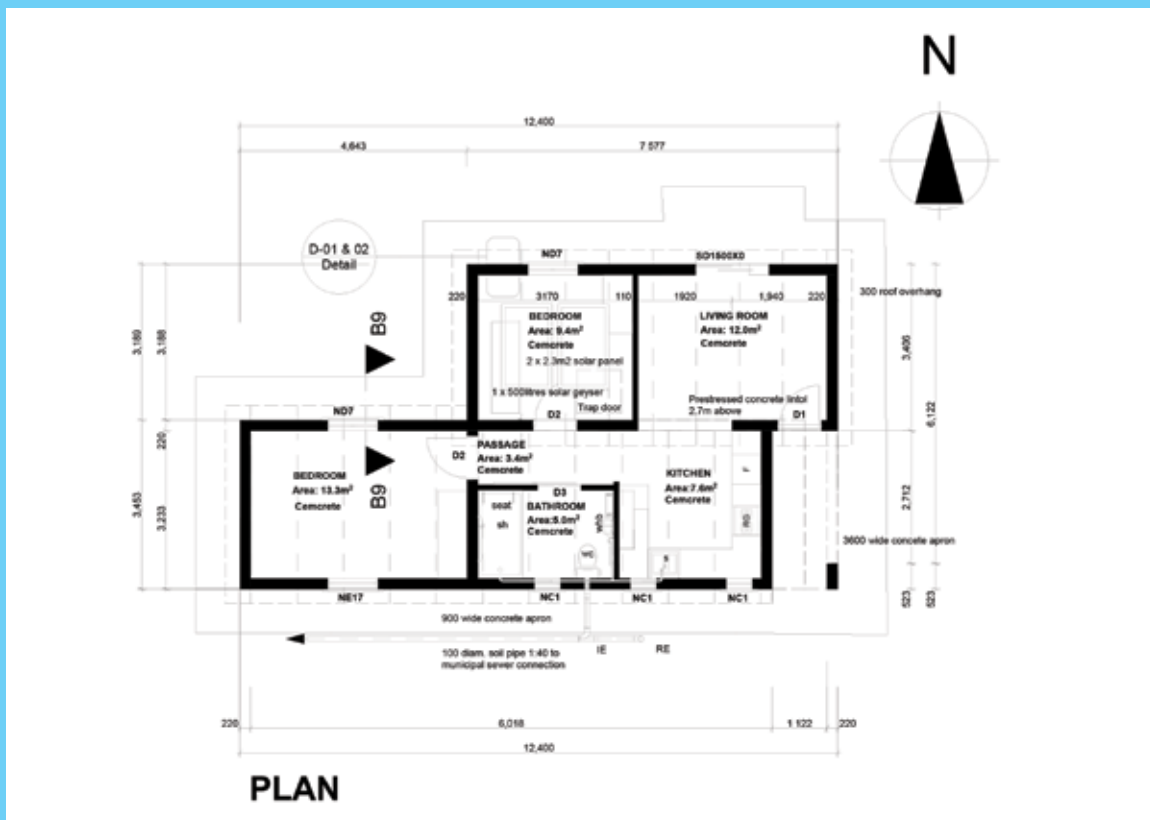 N
12,400
4,643
7 577
D-01 & 02
Detail
ND7
SD1500X0
220
3170
110
1920
1,940
220
300 roof overhang
BEDROOM
Area: 9.4m²
Cemcrete
2 x 2.3m2 solar panel
1 x 500litres solar geyser
Trap door
LIVING ROOM
Area: 12.0m²
Cemcrete
Prestressed concrete lintol
2,7m above
B9
3,189
3,188
3,406
6,122
ND7
D2
D1
220
PASSAGE
Area: 3.4m²
Cemcrete
D2
BEDROOM
Area: 13.3m²
Cemcrete
B9
KITCHEN
Area:7.6m²
Cemcrete
F
RG
D3
BATHROOM
Area:5.0m²
Cemcrete
seat
sh
whb
WC
s
3,453
3,233
2,712
3600 wide concete apron
523
523
NE17
NC1
NC1
NC1
900 wide concrete apron
100 diam. soil pipe 1:40 to
municipal sewer connection
IE
RE
220
6,018
1 122
220
12,400
PLAN